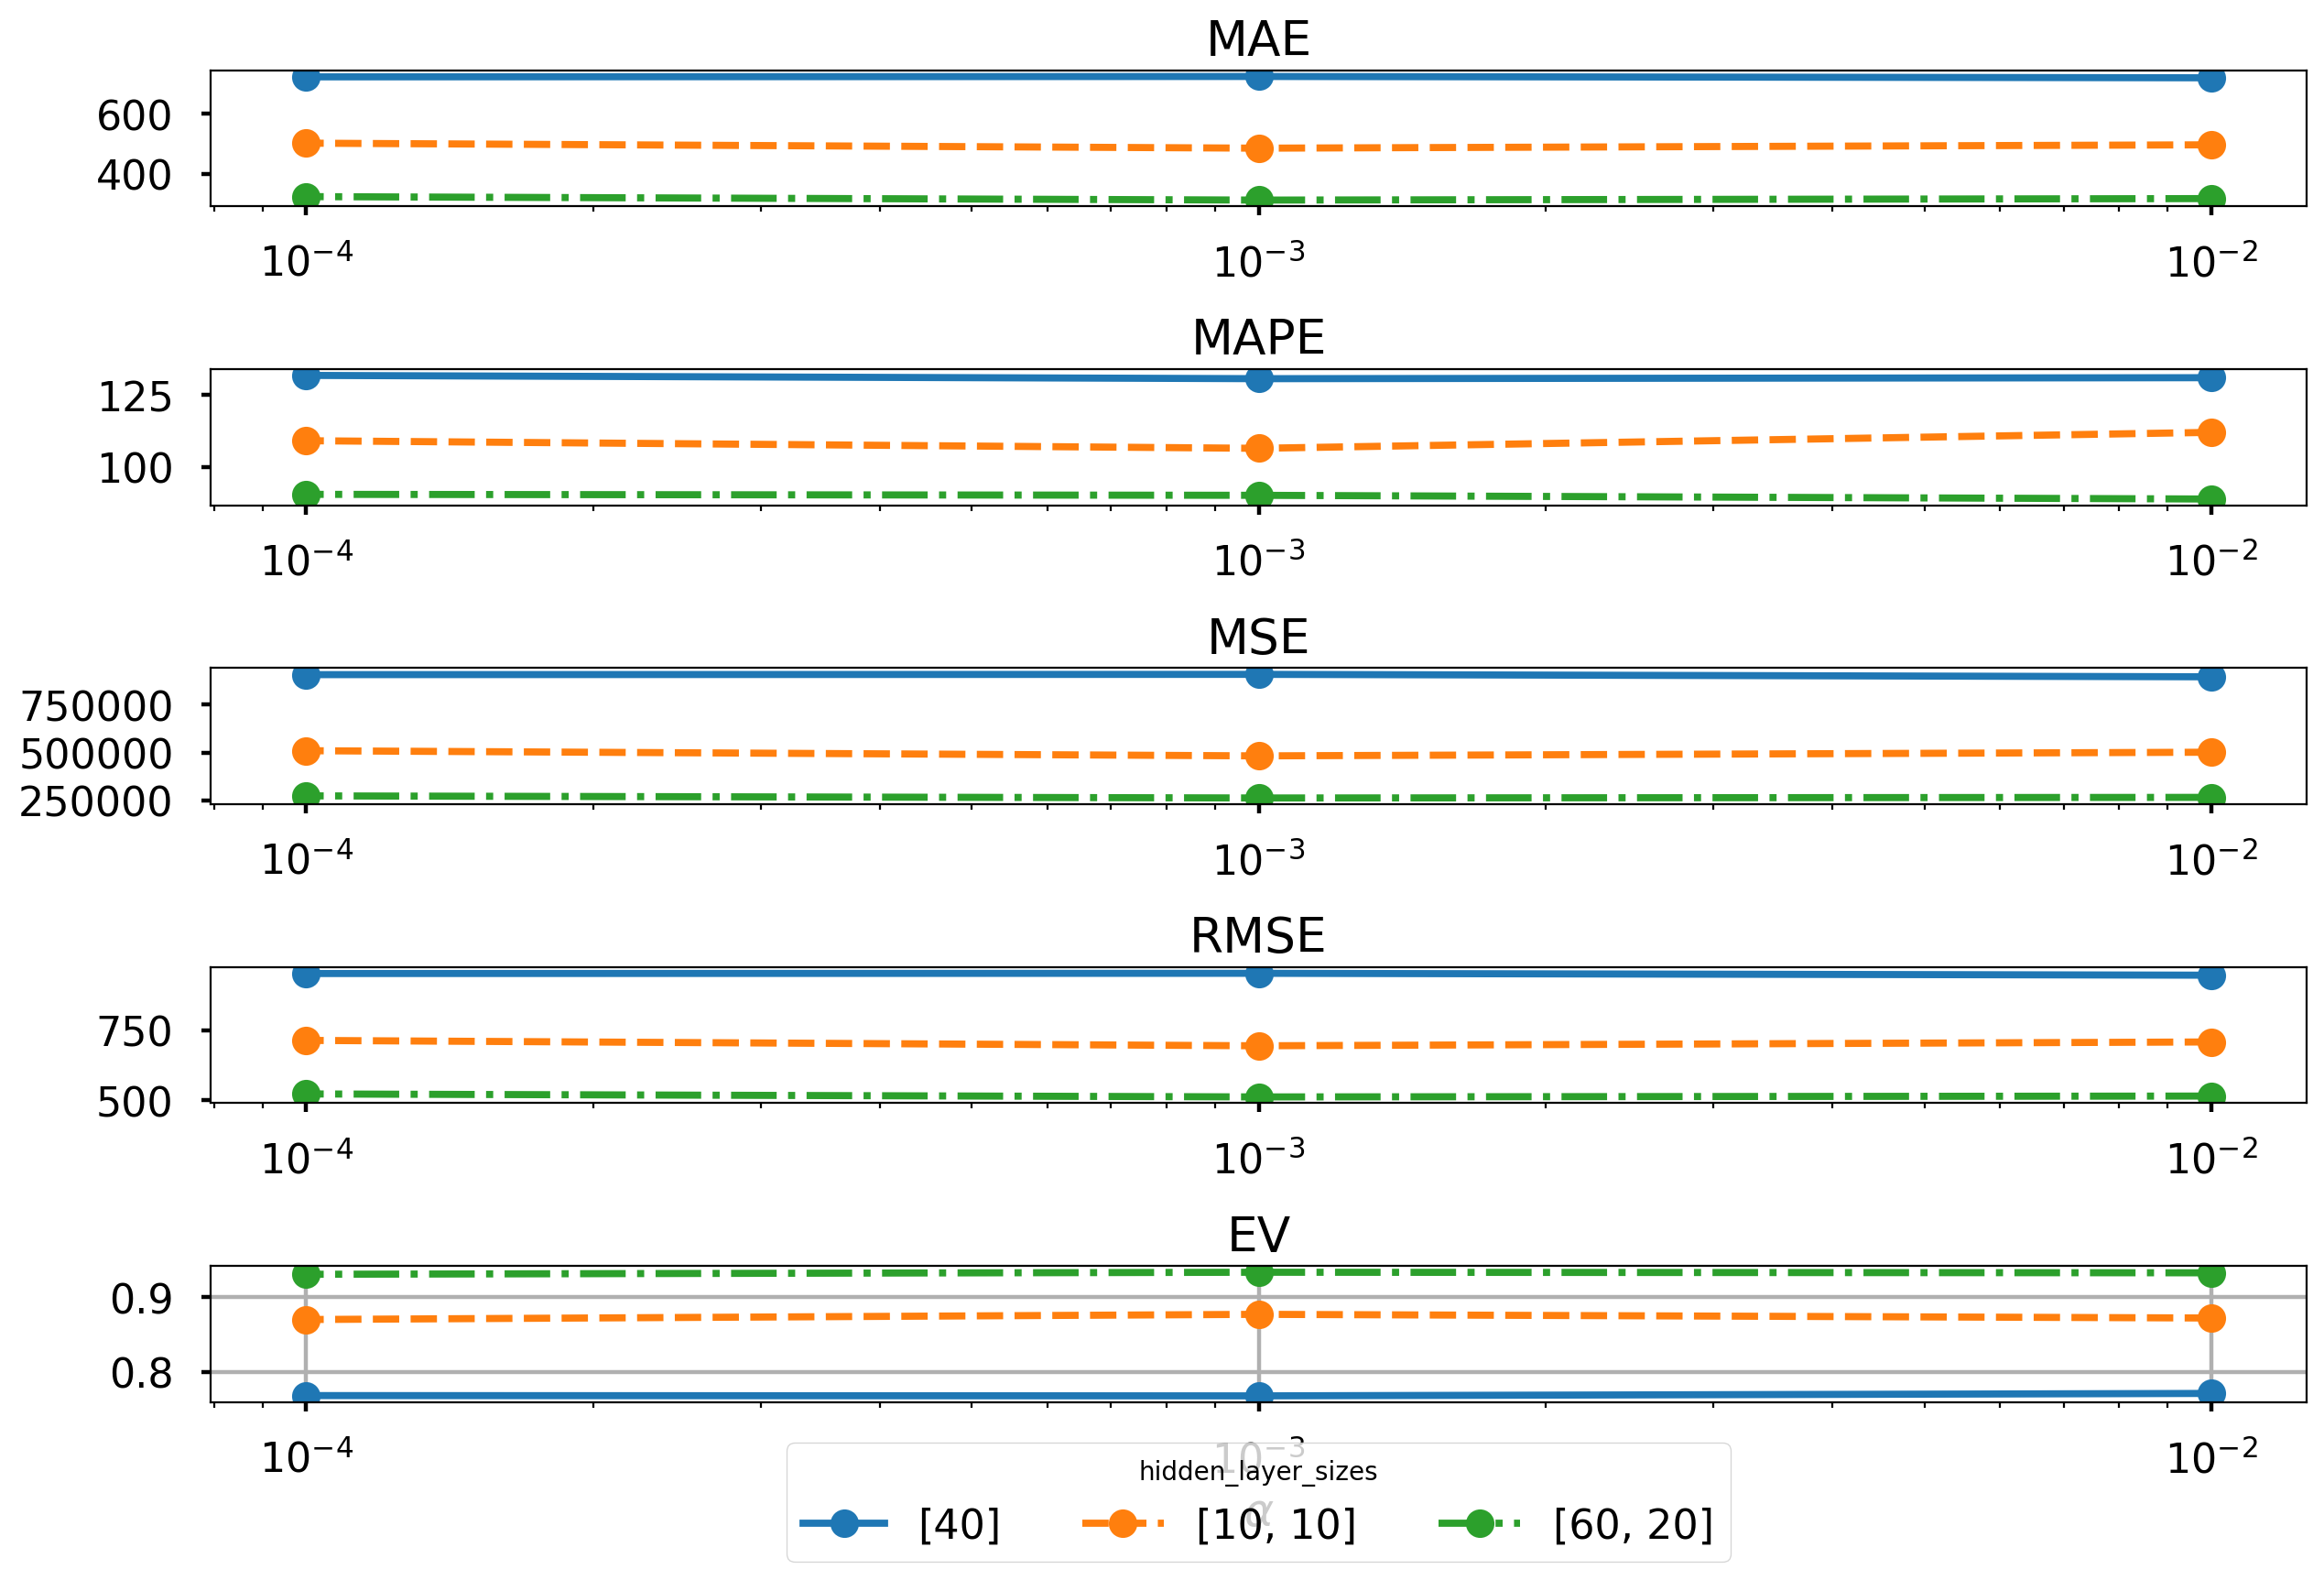 MAE
600
400
10⁻⁴ 10⁻³ 10⁻²
MAPE
125
100
10⁻⁴ 10⁻³ 10⁻²
MSE
750000
500000
250000
10⁻⁴ 10⁻³ 10⁻²
RMSE
750
500
10⁻⁴ 10⁻³ 10⁻²
EV
0.9
0.8
10⁻⁴ 10⁻³ 10⁻²
hidden_layer_sizes
α
[40] [10, 10] [60, 20]